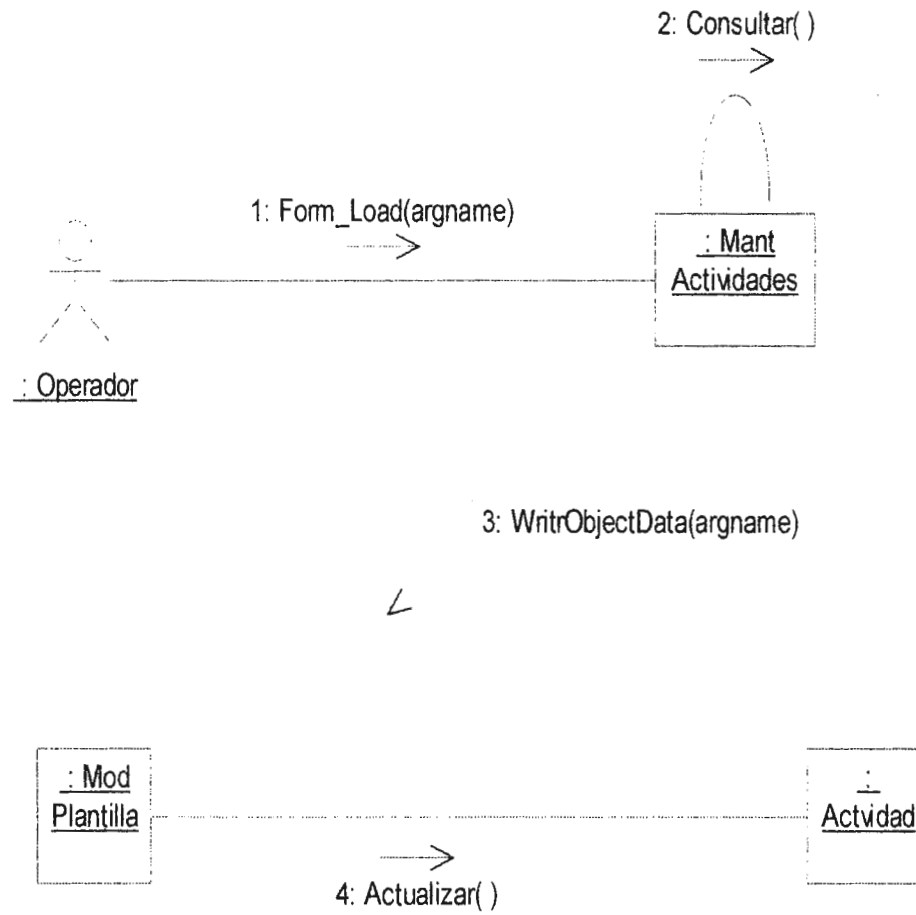 2: Consultar( )
1: Form_Load(argname)
: Mant
Actividades
: Operador
3: WritrObjectData(argname)
: Mod
Plantilla
:
Actvidad
4: Actualizar( )